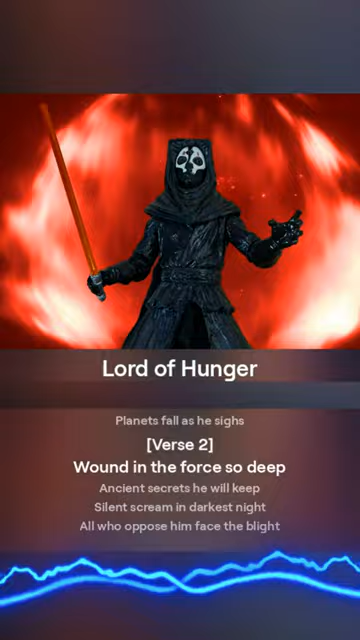 Lord of Hunger
Planets fall as he sighs
[Verse 2]
Wound in the force so deep
Ancient secrets he will keep
Silent scream in darkest night
All who oppose him face the blight